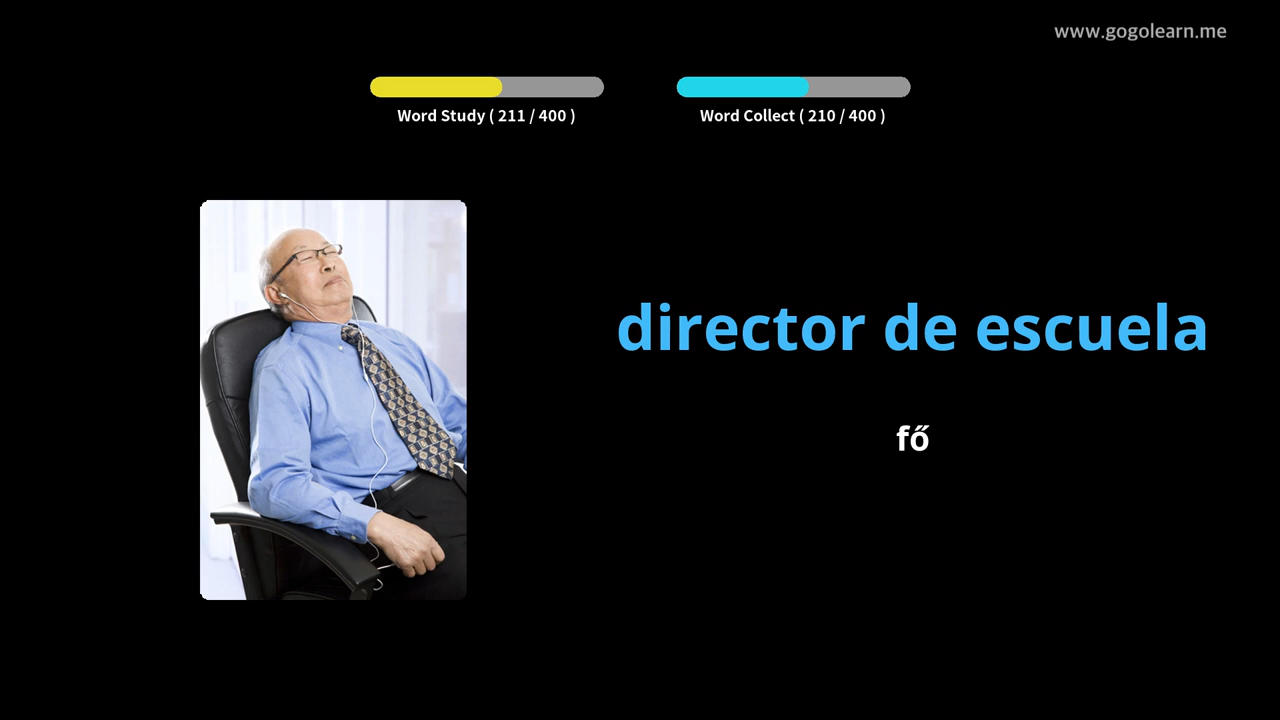 www.gogolearn.me
Word Study ( 211 / 400 )
Word Collect ( 210 / 400 )
director de escuela
fő